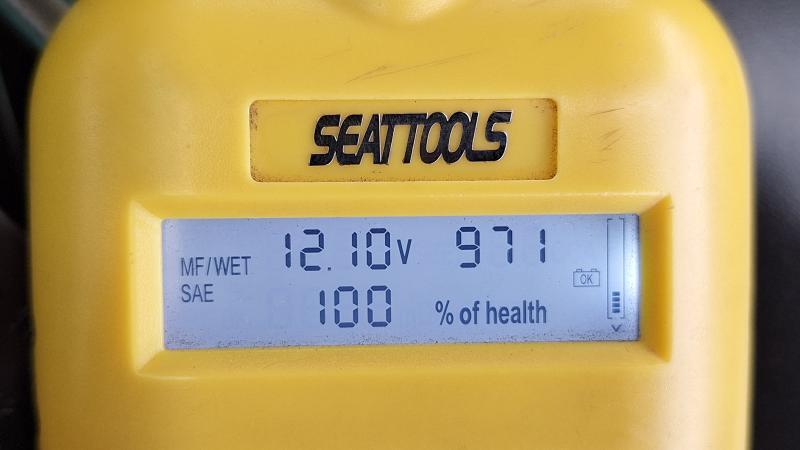 SEATTOOLS
MF/WET 12.10V 971
SAE 100 % of health
OK